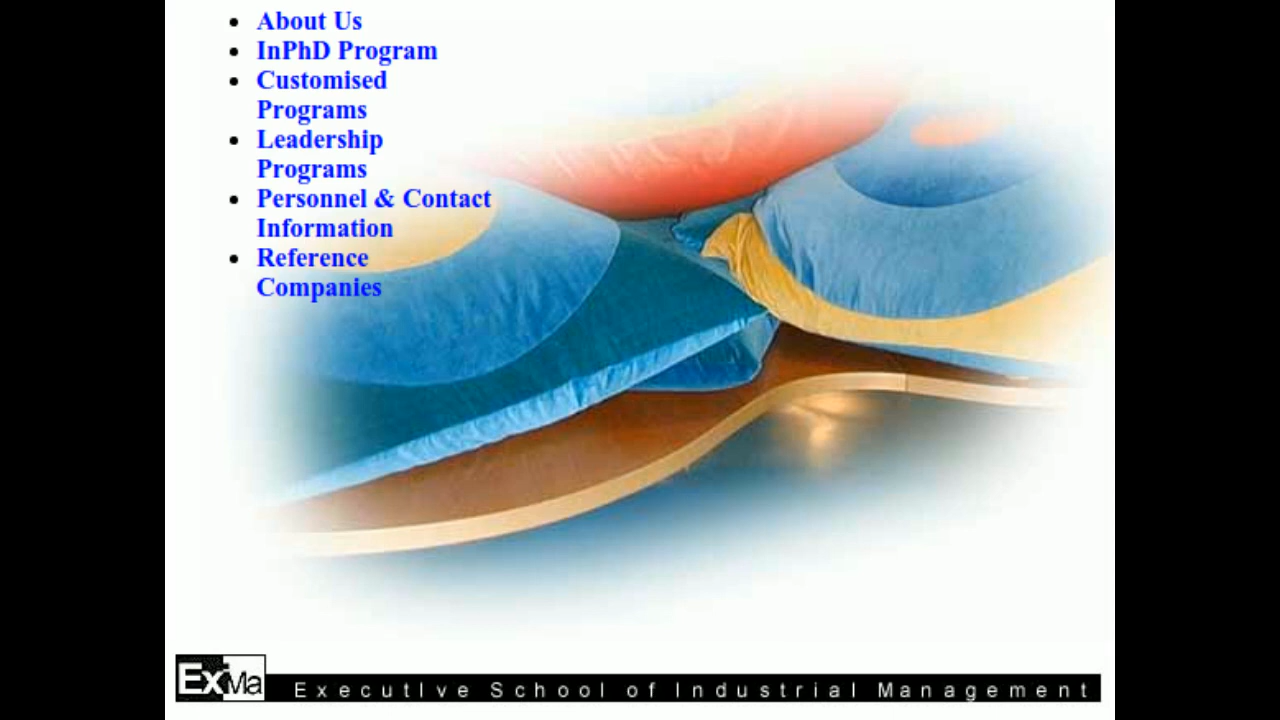 About Us
InPhD Program
Customised
Programs
Leadership
Programs
Personnel & Contact
Information
Reference
Companies
ExMa
ExecutIve School of Industrial Management